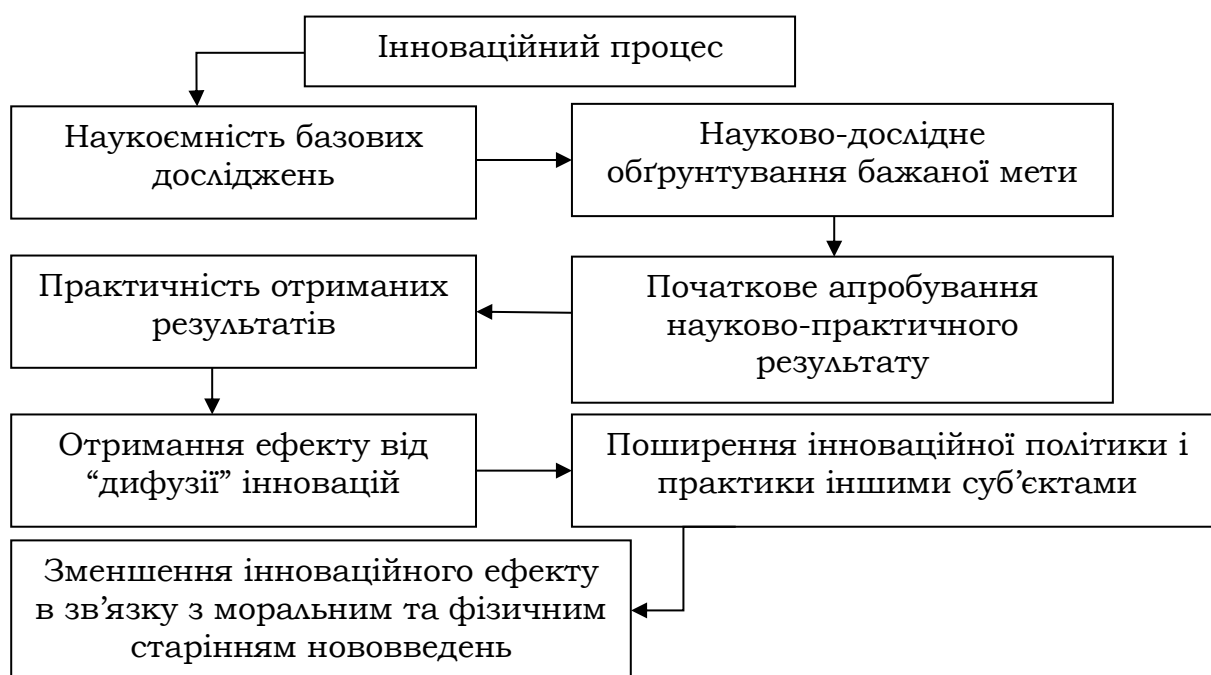 Інноваційний процес
Наукоємність базових
досліджень
Науково-дослідне
обґрунтування бажаної мети
Початкове апробування
науково-практичного
результату
Практичність отриманих
результатів
Отримання ефекту від
“дифузії” інновацій
Поширення інноваційної політики і
практики іншими суб’єктами
Зменшення інноваційного ефекту
в зв’язку з моральним та фізичним
старінням нововведень